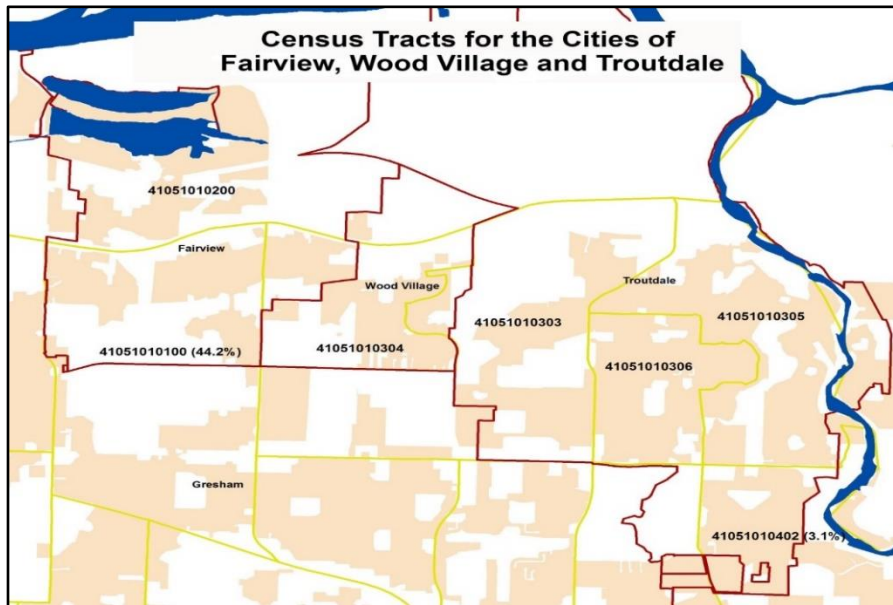 Census Tracts for the Cities of
Fairview, Wood Village and Troutdale
41051010200
Fairview
Wood Village
Troutdale
41051010303
41051010305
41051010100 (44.2%)
41051010304
41051010306
Gresham
41051010402 (3.1%)